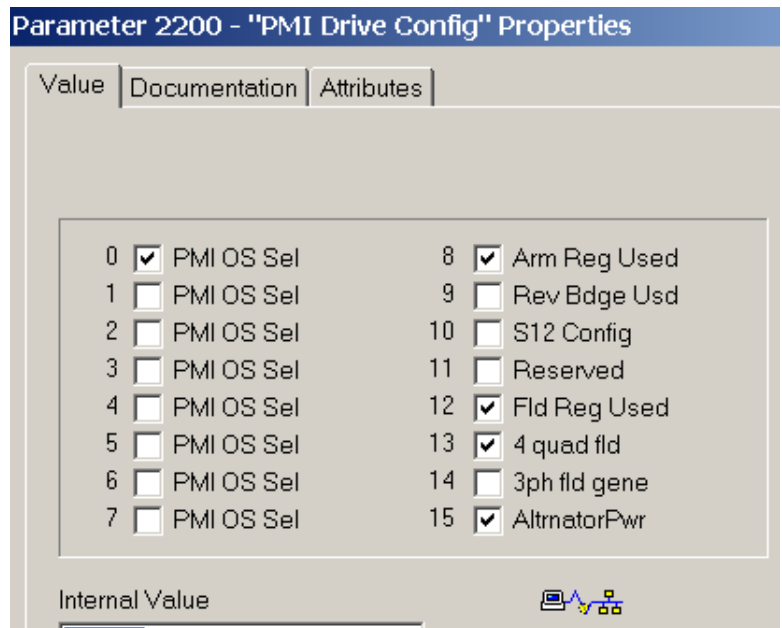 Parameter 2200 - "PMI Drive Config" Properties
Value Documentation Attributes
0 PMI OS Sel 8 Arm Reg Used
1 PMI OS Sel 9 Rev Bdge Usd
2 PMI OS Sel 10 S12 Config
3 PMI OS Sel 11 Reserved
4 PMI OS Sel 12 Fld Reg Used
5 PMI OS Sel 13 4 quad fld
6 PMI OS Sel 14 3ph fld gene
7 PMI OS Sel 15 AltrnatorPwr
Internal Value